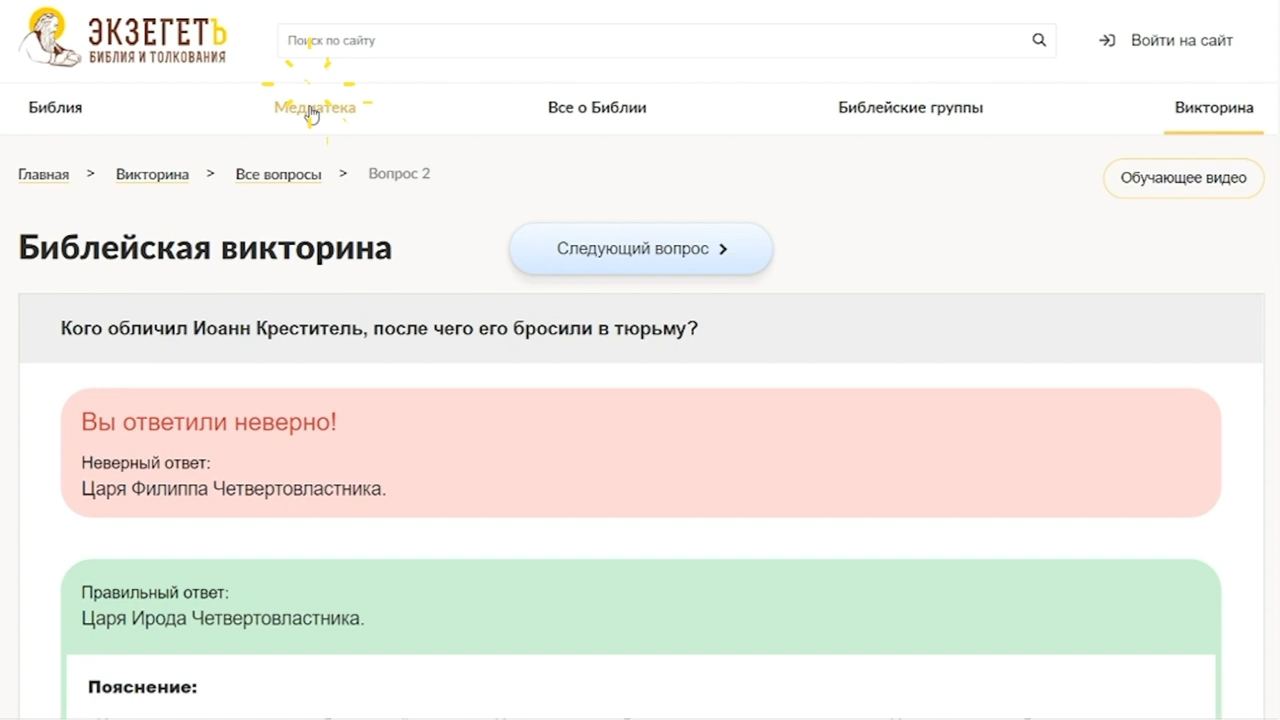 ЭКЗЕГЕТЪ
БИБЛИЯ И ТОЛКОВАНИЯ
Поиск по сайту
Войти на сайт
Библия
Медиатека
Все о Библии
Библейские группы
Викторина
Главная > Викторина > Все вопросы > Вопрос 2
Обучающее видео
Библейская викторина
Следующий вопрос
Кого обличил Иоанн Креститель, после чего его бросили в тюрьму?
Вы ответили неверно!
Неверный ответ:
Царя Филиппа Четвертовластника.
Правильный ответ:
Царя Ирода Четвертовластника.
Пояснение: